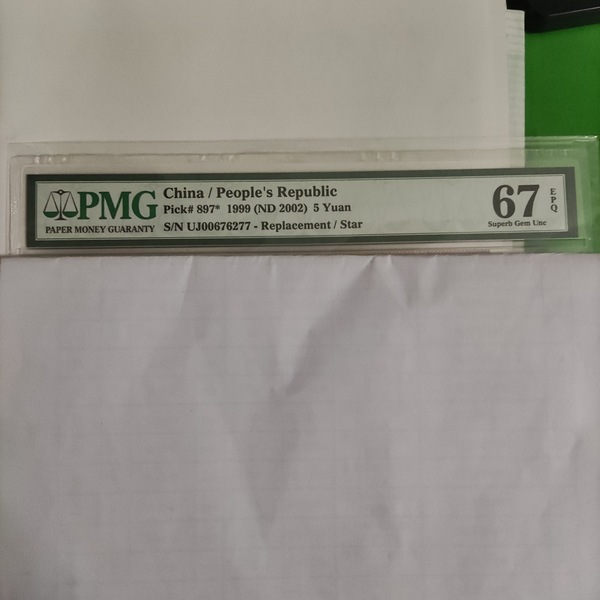 PMG
PAPER MONEY GUARANTY
China / People's Republic
Pick# 897* 1999 (ND 2002) 5 Yuan
S/N UJ00676277 - Replacement / Star
67
EPQ
Superb Gem Unc